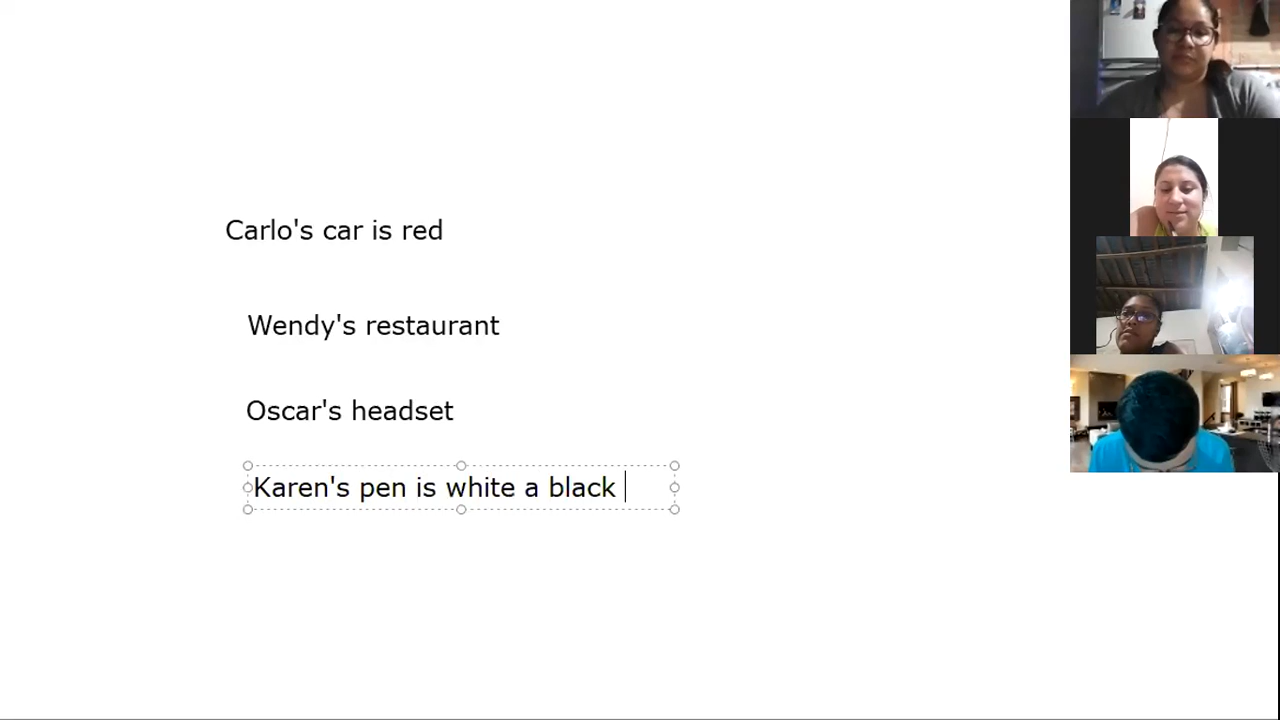 Carlo's car is red
Wendy's restaurant
Oscar's headset
Karen's pen is white a black